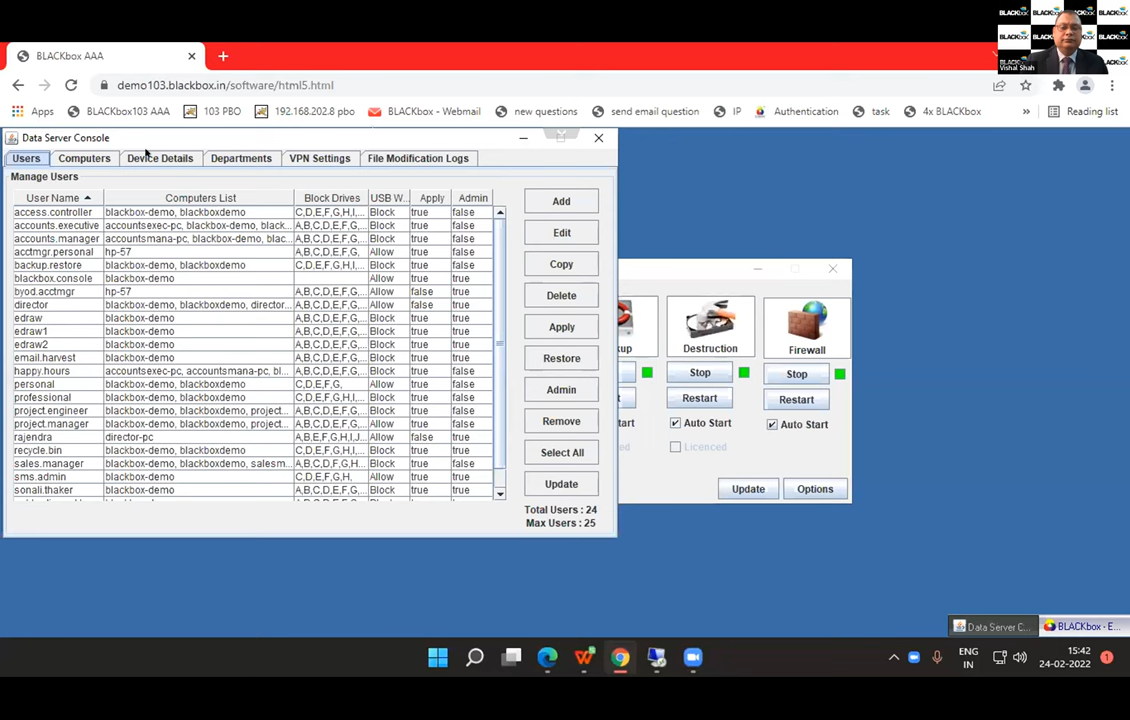 BLACKbox AAA
demo103.blackbox.in/software/html5.html
Apps BLACKbox103 AAA 103 PBO 192.168.202.8 pbo BLACKbox - Webmail new questions send email question IP Authentication task 4x BLACKbox Reading list
BLACKbox
Vishal Shah
Data Server Console
Users Computers Device Details Departments VPN Settings File Modification Logs
Manage Users
User Name Computers List Block Drives USB W... Apply Admin
access.controller blackbox-demo, blackboxdemo C,D,E,F,G,H,I,... Block true false
accounts.executive accountsexec-pc, blackbox-demo, black... A,B,C,D,E,F,G... Block true false
accounts.manager accountsmana-pc, blackbox-demo, blac... A,B,C,D,E,F,G... Block true false
acctmgr.personal hp-57 A,B,C,D,E,F,G, Allow true false
backup.restore blackbox-demo, blackboxdemo C,D,E,F,G,H,I,... Block true false
blackbox.console blackbox-demo Allow true true
byod.acctmgr hp-57 A,B,C,D,E,F,G... Block true false
director blackbox-demo, blackboxdemo, director... A,B,C,D,E,F,G... Allow false false
edraw blackbox-demo A,B,C,D,E,F,G... Block true true
edraw1 blackbox-demo A,B,C,D,E,F,G... Block true true
edraw2 blackbox-demo A,B,C,D,E,F,G... Block true true
email.harvest blackbox-demo A,B,C,D,E,F,G... Block true true
happy.hours accountsexec-pc, accountsmana-pc, bl... A,B,C,D,E,F,G... Block true false
personal blackbox-demo, blackboxdemo C,D,E,F,G, Allow true false
professional blackbox-demo, blackboxdemo C,D,E,F,G,H,... Block true true
project.engineer blackbox-demo, blackboxdemo, project... A,B,C,D,E,F,G... Block true false
project.manager blackbox-demo, blackboxdemo, project... A,B,C,D,E,F,G... Block true true
rajendra director-pc A,B,E,F,G,H,I,J... Allow false true
recycle.bin blackbox-demo, blackboxdemo C,D,E,F,G,H,I,... Block true true
sales.manager blackbox-demo, blackboxdemo, salesm... A,B,C,D,F,G,H... Block true false
sms.admin blackbox-demo C,D,E,F,G,H, Allow true true
sonali.thaker blackbox-demo A,B,C,D,E,F,G... Block true true
Add
Edit
Copy
Delete
Apply
Restore
Admin
Remove
Select All
Update
Total Users : 24
Max Users : 25
Destruction Firewall
Stop Stop
Restart Restart
Auto Start Auto Start
Licenced
Update Options
Data Server C... BLACKbox - E...
ENG
IN
15:42
24-02-2022
1